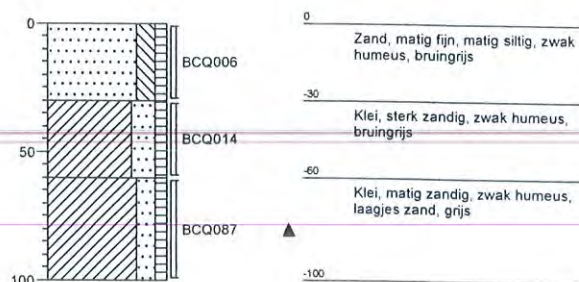 0
BCQ006
50
BCQ014
BCQ087
100
0
Zand, matig fijn, matig siltig, zwak
humeus, bruingrijs
-30
Klei, sterk zandig, zwak humeus,
bruingrijs
-60
Klei, matig zandig, zwak humeus,
laagjes zand, grijs
-100